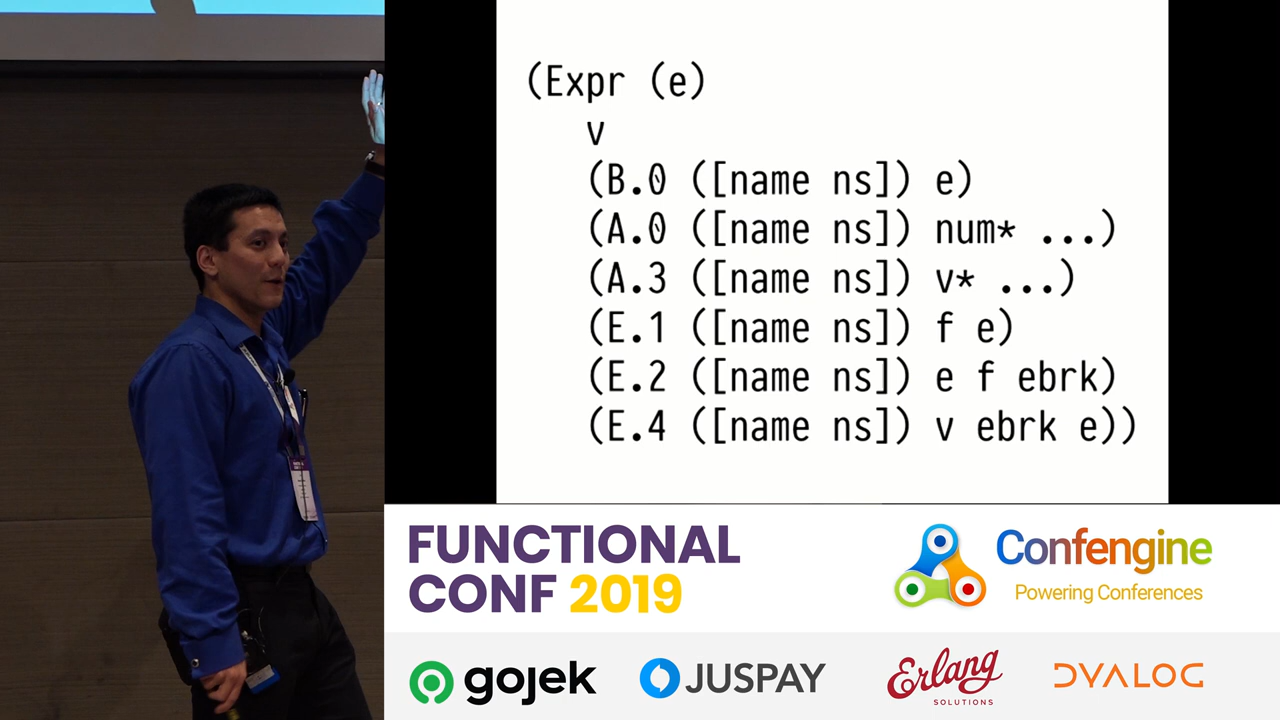 (Expr (e)
v
(B.0 ([name ns]) e)
(A.0 ([name ns]) num* ...)
(A.3 ([name ns]) v* ...)
(E.1 ([name ns]) f e)
(E.2 ([name ns]) e f ebrk)
(E.4 ([name ns]) v ebrk e))
FUNCTIONAL
CONF 2019
Confengine
Powering Conferences
gojek
JUSPAY
Erlang
SOLUTIONS
DYALOG